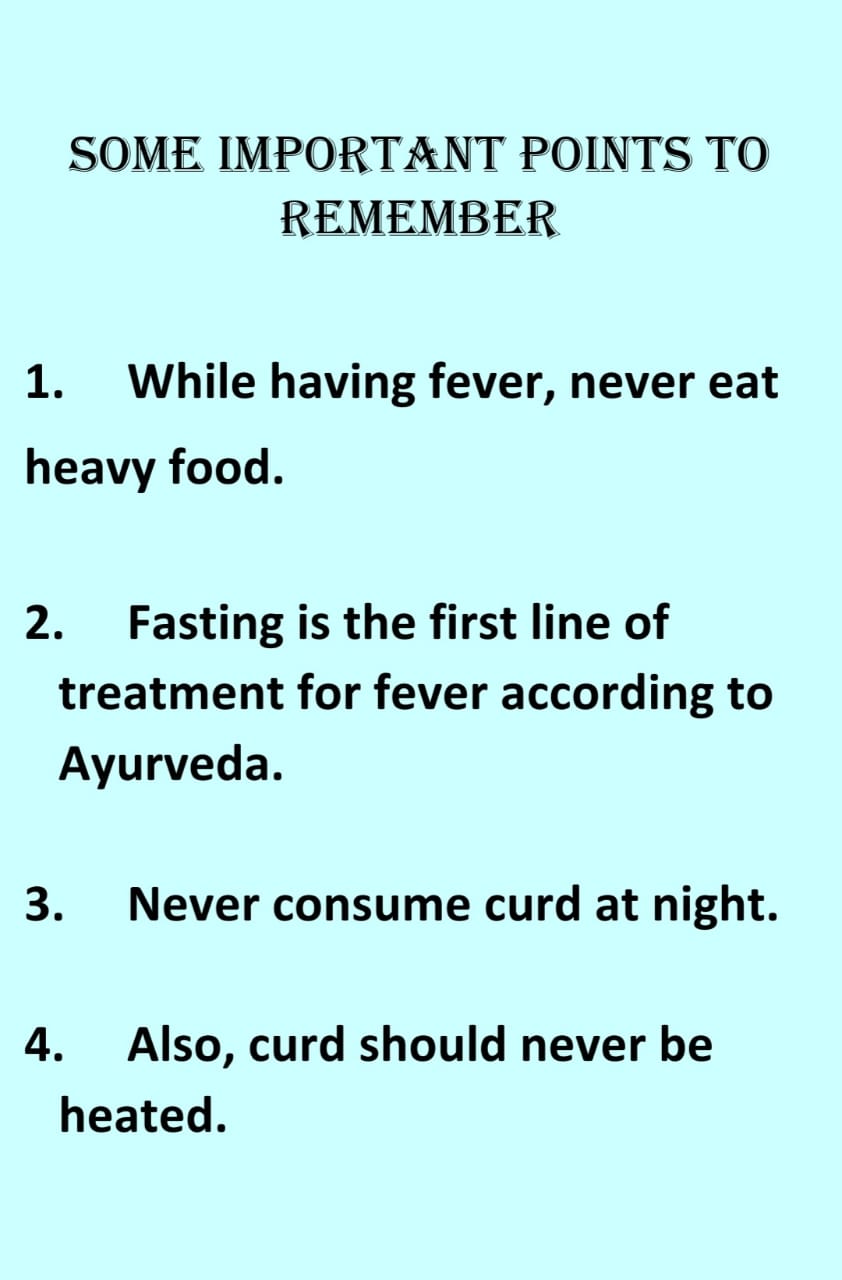 SOME IMPORTANT POINTS TO
REMEMBER
1. While having fever, never eat
heavy food.
2. Fasting is the first line of
treatment for fever according to
Ayurveda.
3. Never consume curd at night.
4. Also, curd should never be
heated.